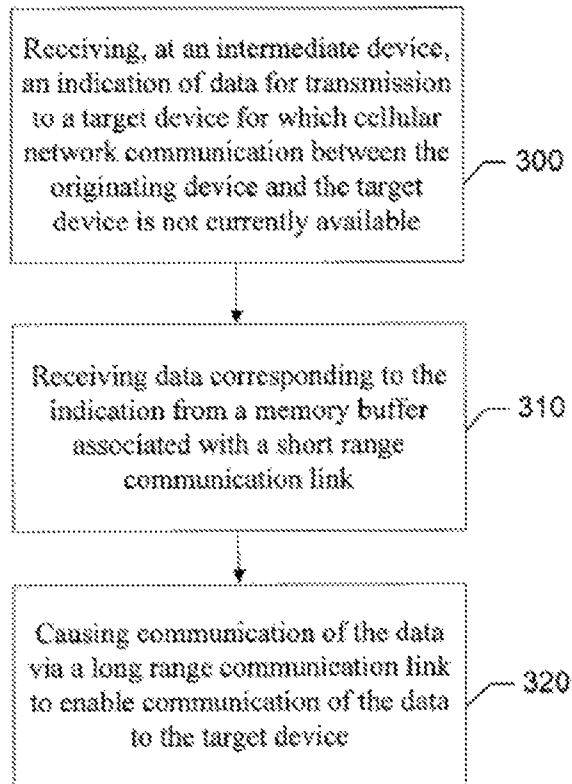 Receiving, at an intermediate device,
an indication of data for transmission
to a target device for which cellular
network communication between the
originating device and the target
device is not currently available
300
Receiving data corresponding to the
indication from a memory buffer
associated with a short range
communication link
310
Causing communication of the data
via a long range communication link
to enable communication of the data
to the target device
320